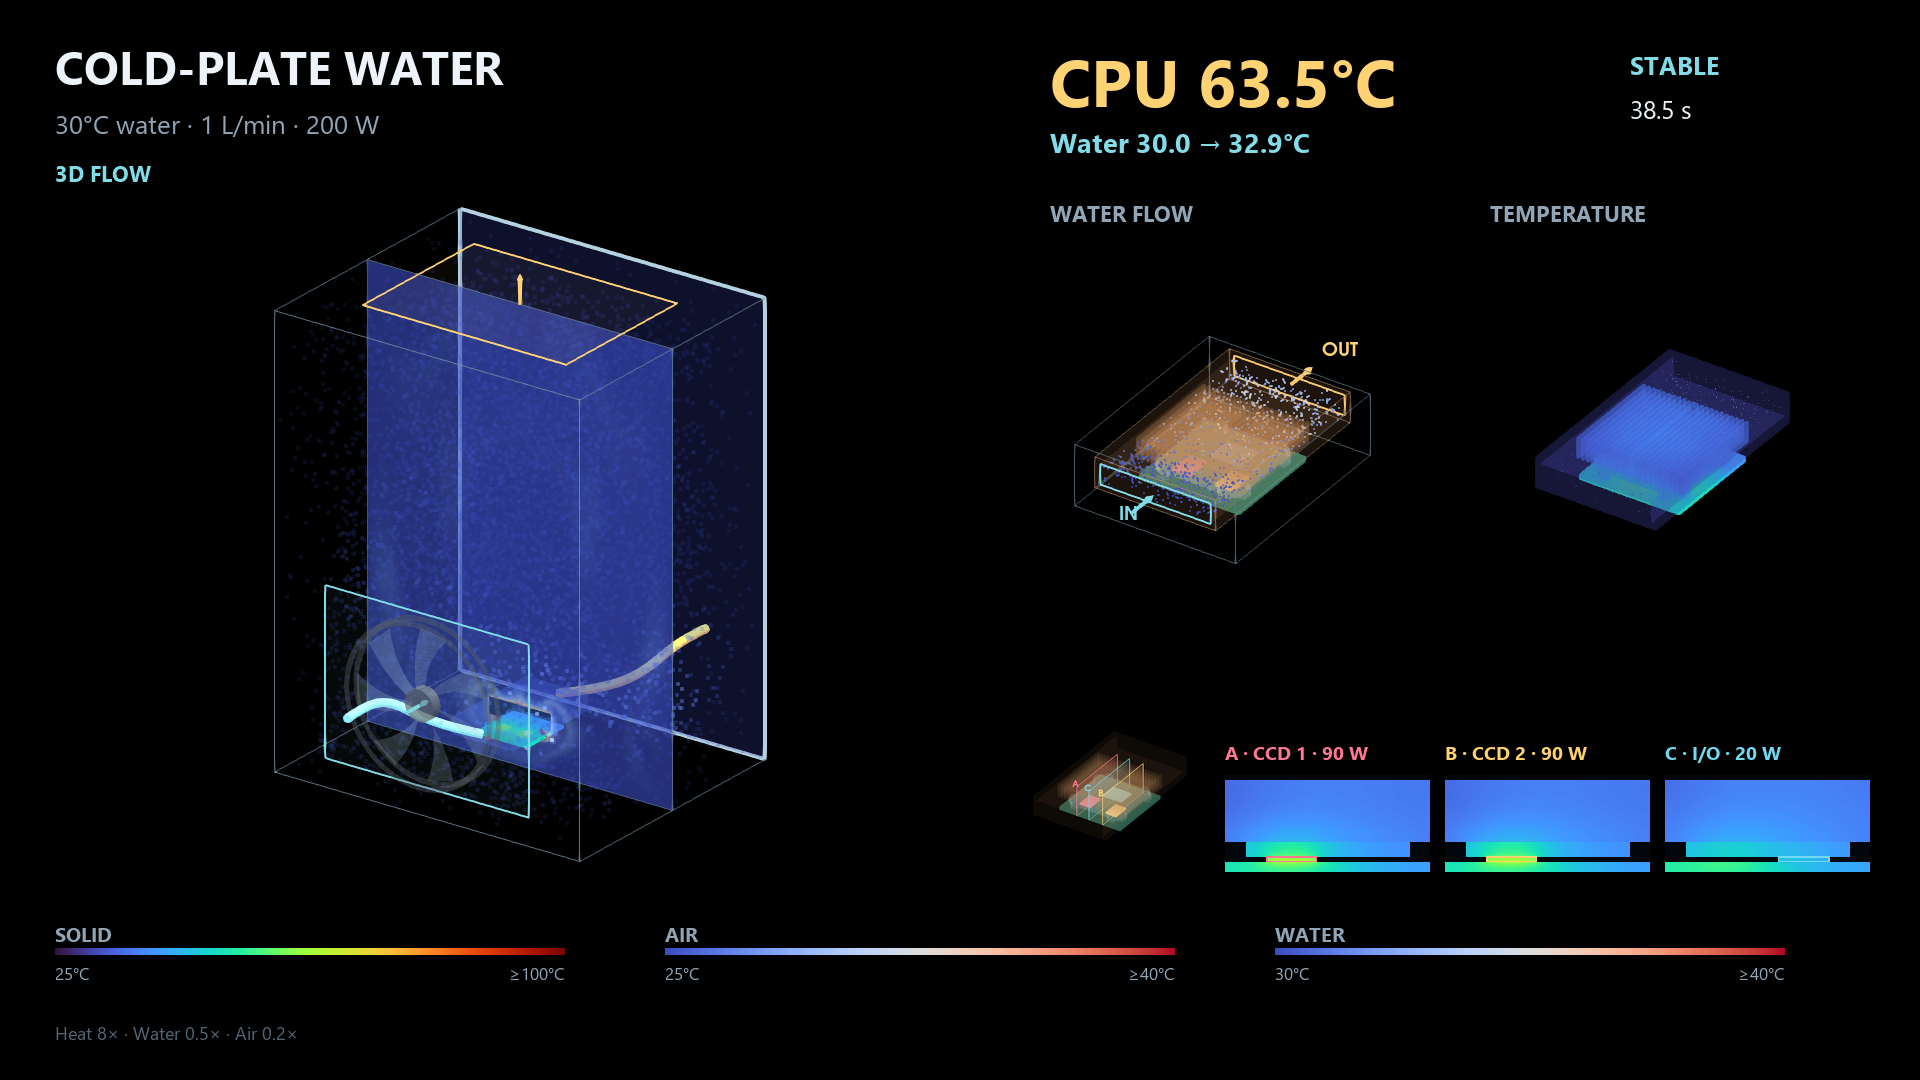 COLD-PLATE WATER
30°C water · 1 L/min · 200 W
3D FLOW
CPU 63.5°C
Water 30.0 → 32.9°C
STABLE
38.5 s
WATER FLOW
TEMPERATURE
OUT
IN
A
C
B
A · CCD 1 · 90 W
B · CCD 2 · 90 W
C · I/O · 20 W
SOLID
25°C
≥100°C
AIR
25°C
≥40°C
WATER
30°C
≥40°C
Heat 8× · Water 0.5× · Air 0.2×